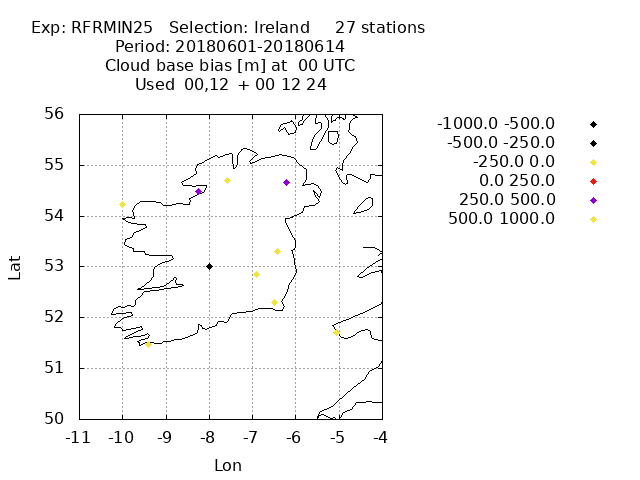 Exp: RFRMIN25   Selection: Ireland     27 stations
Period: 20180601-20180614
Cloud base bias [m] at  00 UTC
Used  00,12  + 00 12 24
-1000.0 -500.0
-500.0 -250.0
-250.0 0.0
0.0 250.0
250.0 500.0
500.0 1000.0
56
55
54
53
52
51
50
Lat
-11 -10 -9 -8 -7 -6 -5 -4
Lon